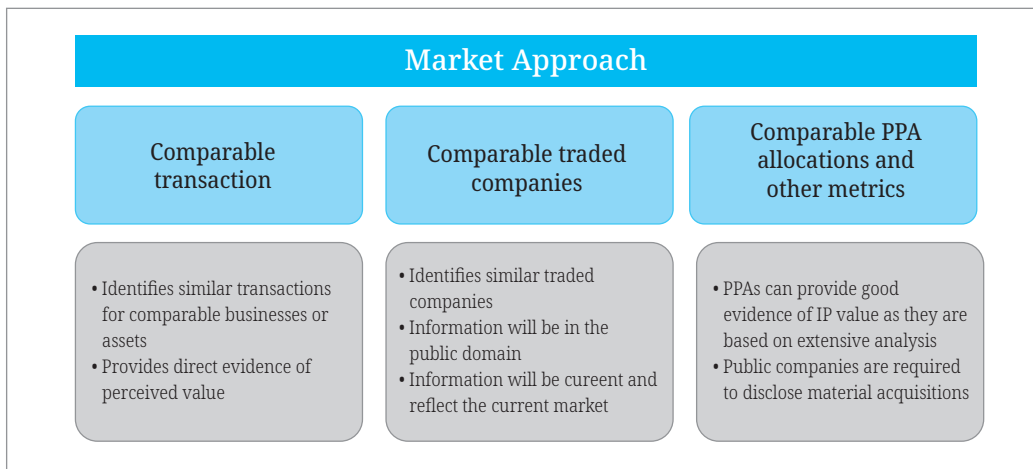 Market Approach
Comparable
transaction
Comparable traded
companies
Comparable PPA
allocations and
other metrics
• Identifies similar transactions
for comparable businesses or
assets
• Provides direct evidence of
perceived value
• Identifies similar traded
companies
• Information will be in the
public domain
• Information will be cureent and
reflect the current market
• PPAs can provide good
evidence of IP value as they are
based on extensive analysis
• Public companies are required
to disclose material acquisitions